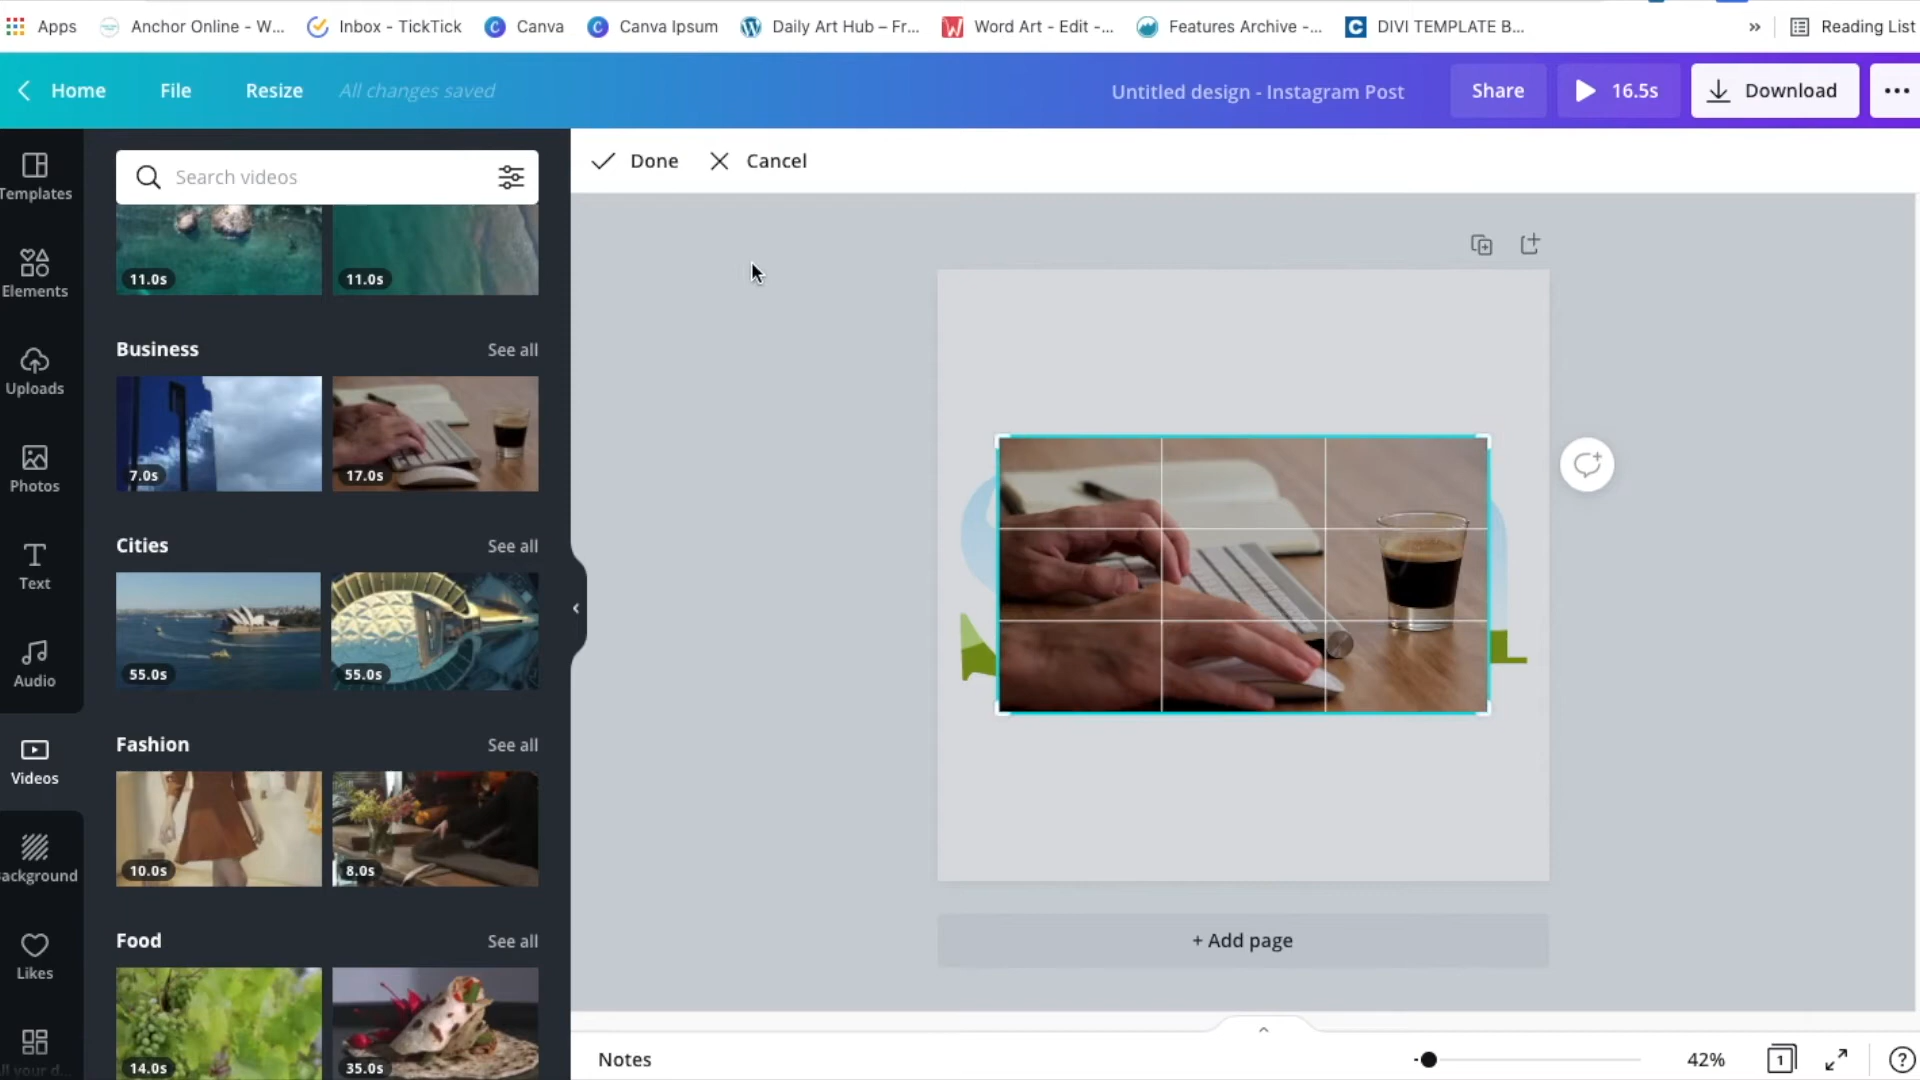 Apps
Anchor Online - W...
Inbox - TickTick
Canva
Canva Ipsum
Daily Art Hub – Fr...
Word Art - Edit -...
Features Archive -...
DIVI TEMPLATE B...
»
Reading List
Home
File
Resize
All changes saved
Untitled design - Instagram Post
Share
16.5s
Download
Templates
Elements
Uploads
Photos
Text
Audio
Videos
ackground
Likes
ll your d...
Search videos
11.0s
11.0s
Business
See all
7.0s
17.0s
Cities
See all
55.0s
55.0s
Fashion
See all
10.0s
8.0s
Food
See all
14.0s
35.0s
Done
Cancel
+ Add page
Notes
42%
1
?